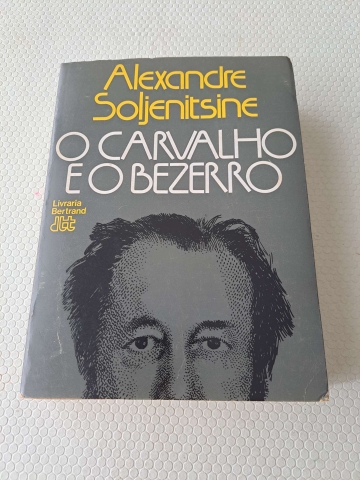 Alexandre
Soljenitsine
O CARVALHO
E O BEZERRO
Livraria
Bertrand